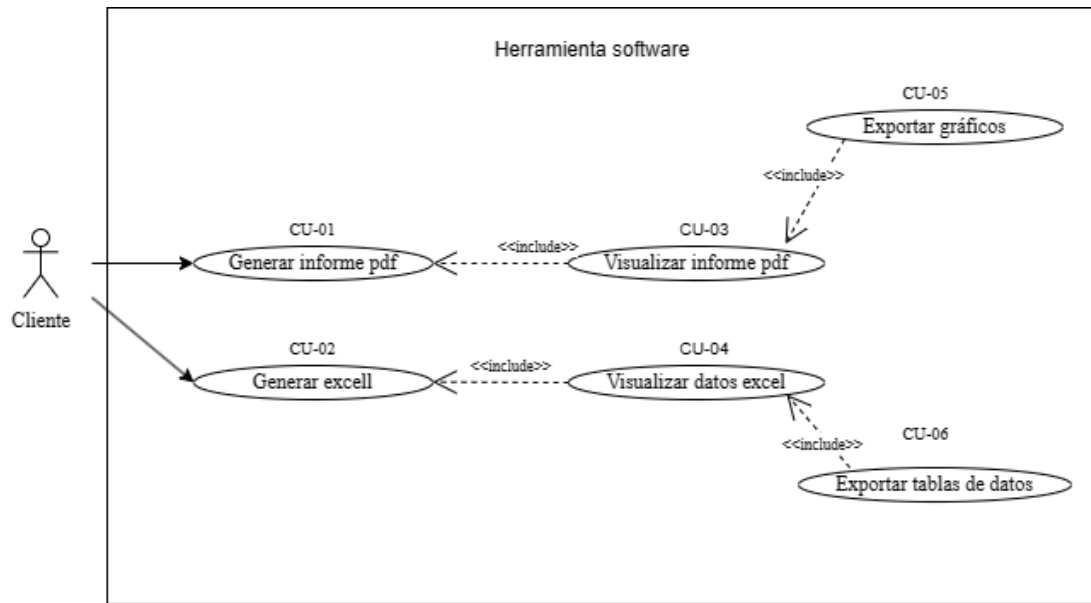 Herramienta software
CU-05
Exportar gráficos
<<include>>
CU-01
Generar informe pdf
<<include>>
CU-03
Visualizar informe pdf
Cliente
CU-02
Generar excell
<<include>>
CU-04
Visualizar datos excel
<<include>>
CU-06
Exportar tablas de datos